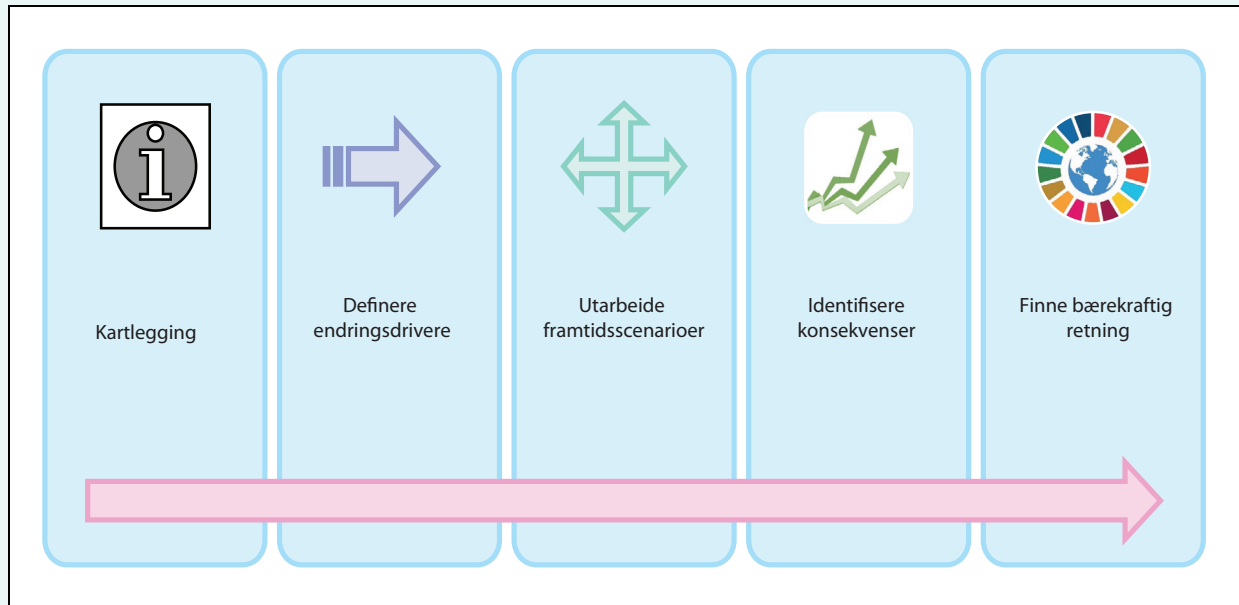 Kartlegging
Definere
endringsdrivere
Utarbeide
framtidsscenarioer
Identifisere
konsekvenser
Finne bærekraftig
retning